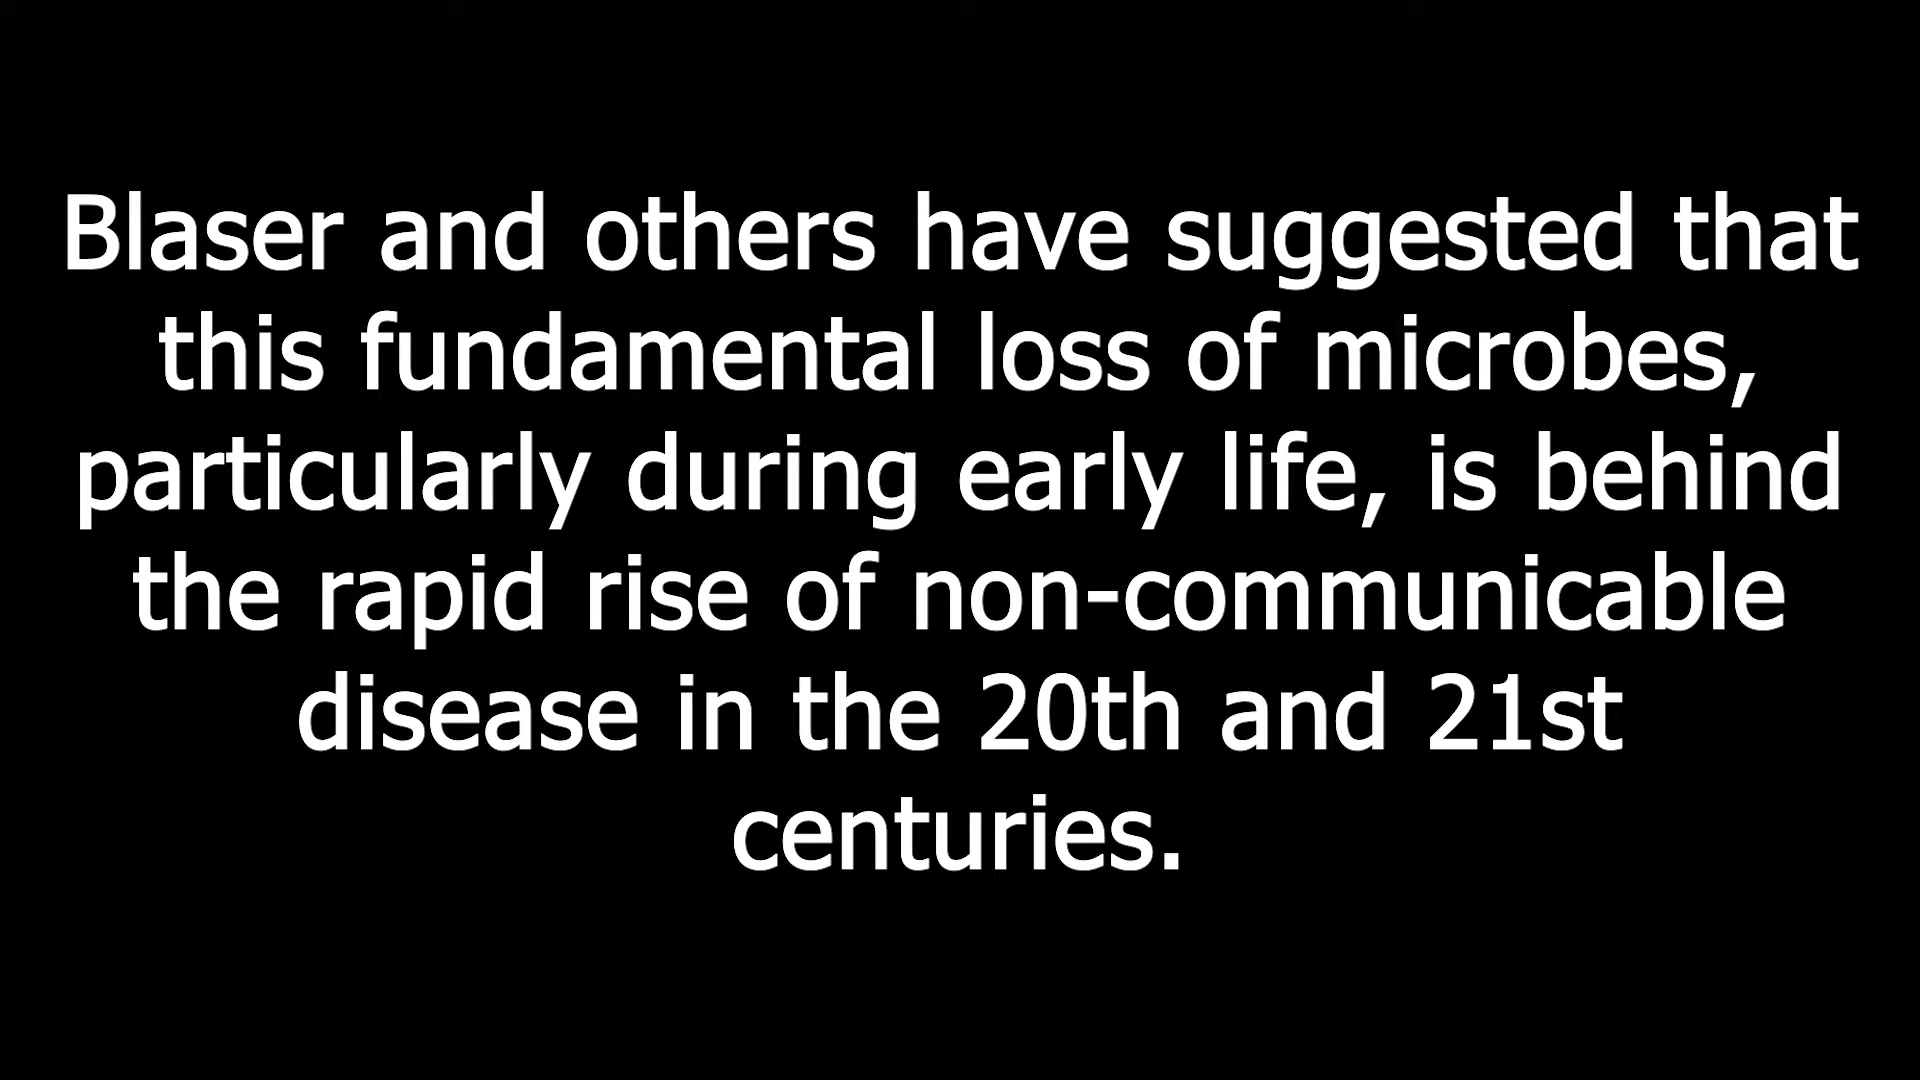 Blaser and others have suggested that
this fundamental loss of microbes,
particularly during early life, is behind
the rapid rise of non-communicable
disease in the 20th and 21st
centuries.